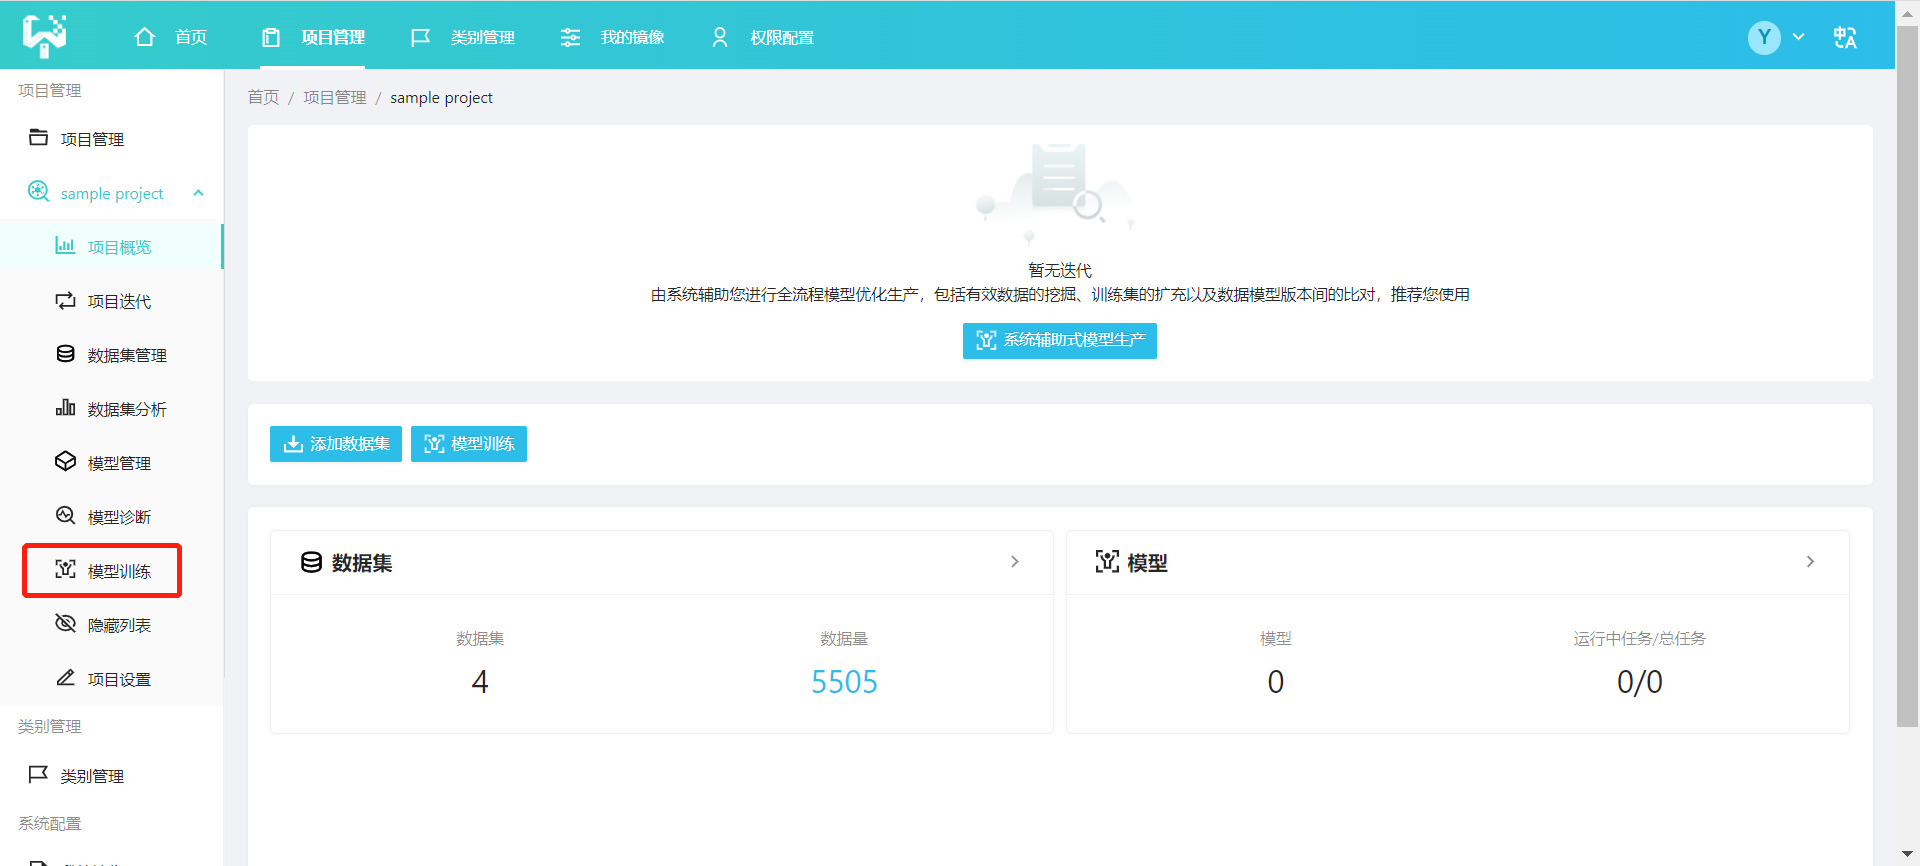 首页
项目管理
类别管理
我的镜像
权限配置
Y
项目管理
项目管理
sample project
项目概览
项目迭代
数据集管理
数据集分析
模型管理
模型诊断
模型训练
隐藏列表
项目设置
类别管理
类别管理
系统配置
首页 / 项目管理 / sample project
暂无迭代
由系统辅助您进行全流程模型优化生产，包括有效数据的挖掘、训练集的扩充以及数据模型版本间的比对，推荐您使用
系统辅助式模型生产
添加数据集
模型训练
数据集
数据集
4
数据量
5505
模型
模型
0
运行中任务/总任务
0/0